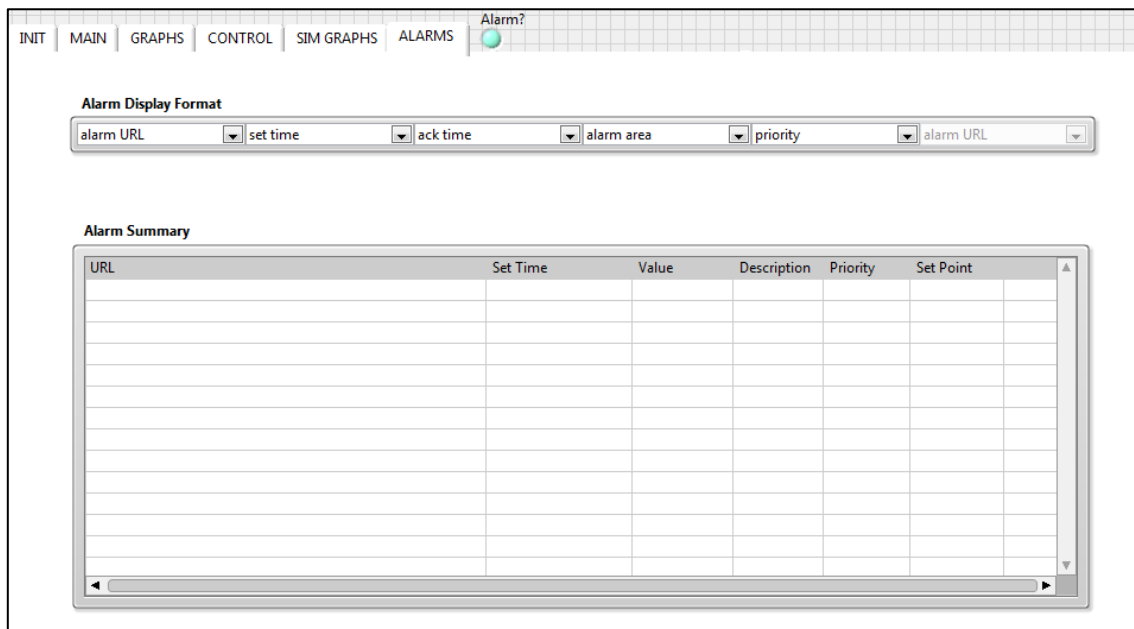 Alarm?
INIT MAIN GRAPHS CONTROL SIM GRAPHS ALARMS
Alarm Display Format
alarm URL set time ack time alarm area priority alarm URL
Alarm Summary
URL Set Time Value Description Priority Set Point